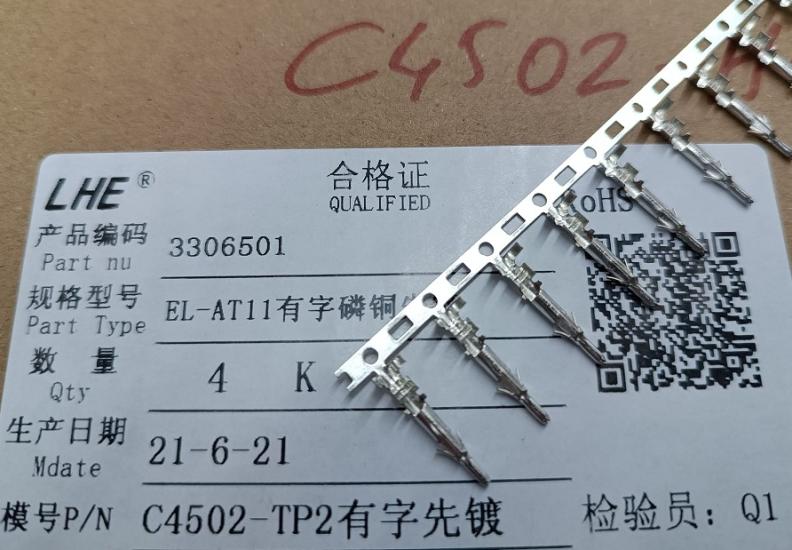 C4502
LHE®
合格证
QUALIFIED
RoHS
产品编码
Part nu
3306501
规格型号
Part Type
EL-AT11有字磷铜
数 量
Qty
4 K
生产日期
Mdate
21-6-21
模号P/N C4502-TP2有字先镀
检验员: Q1